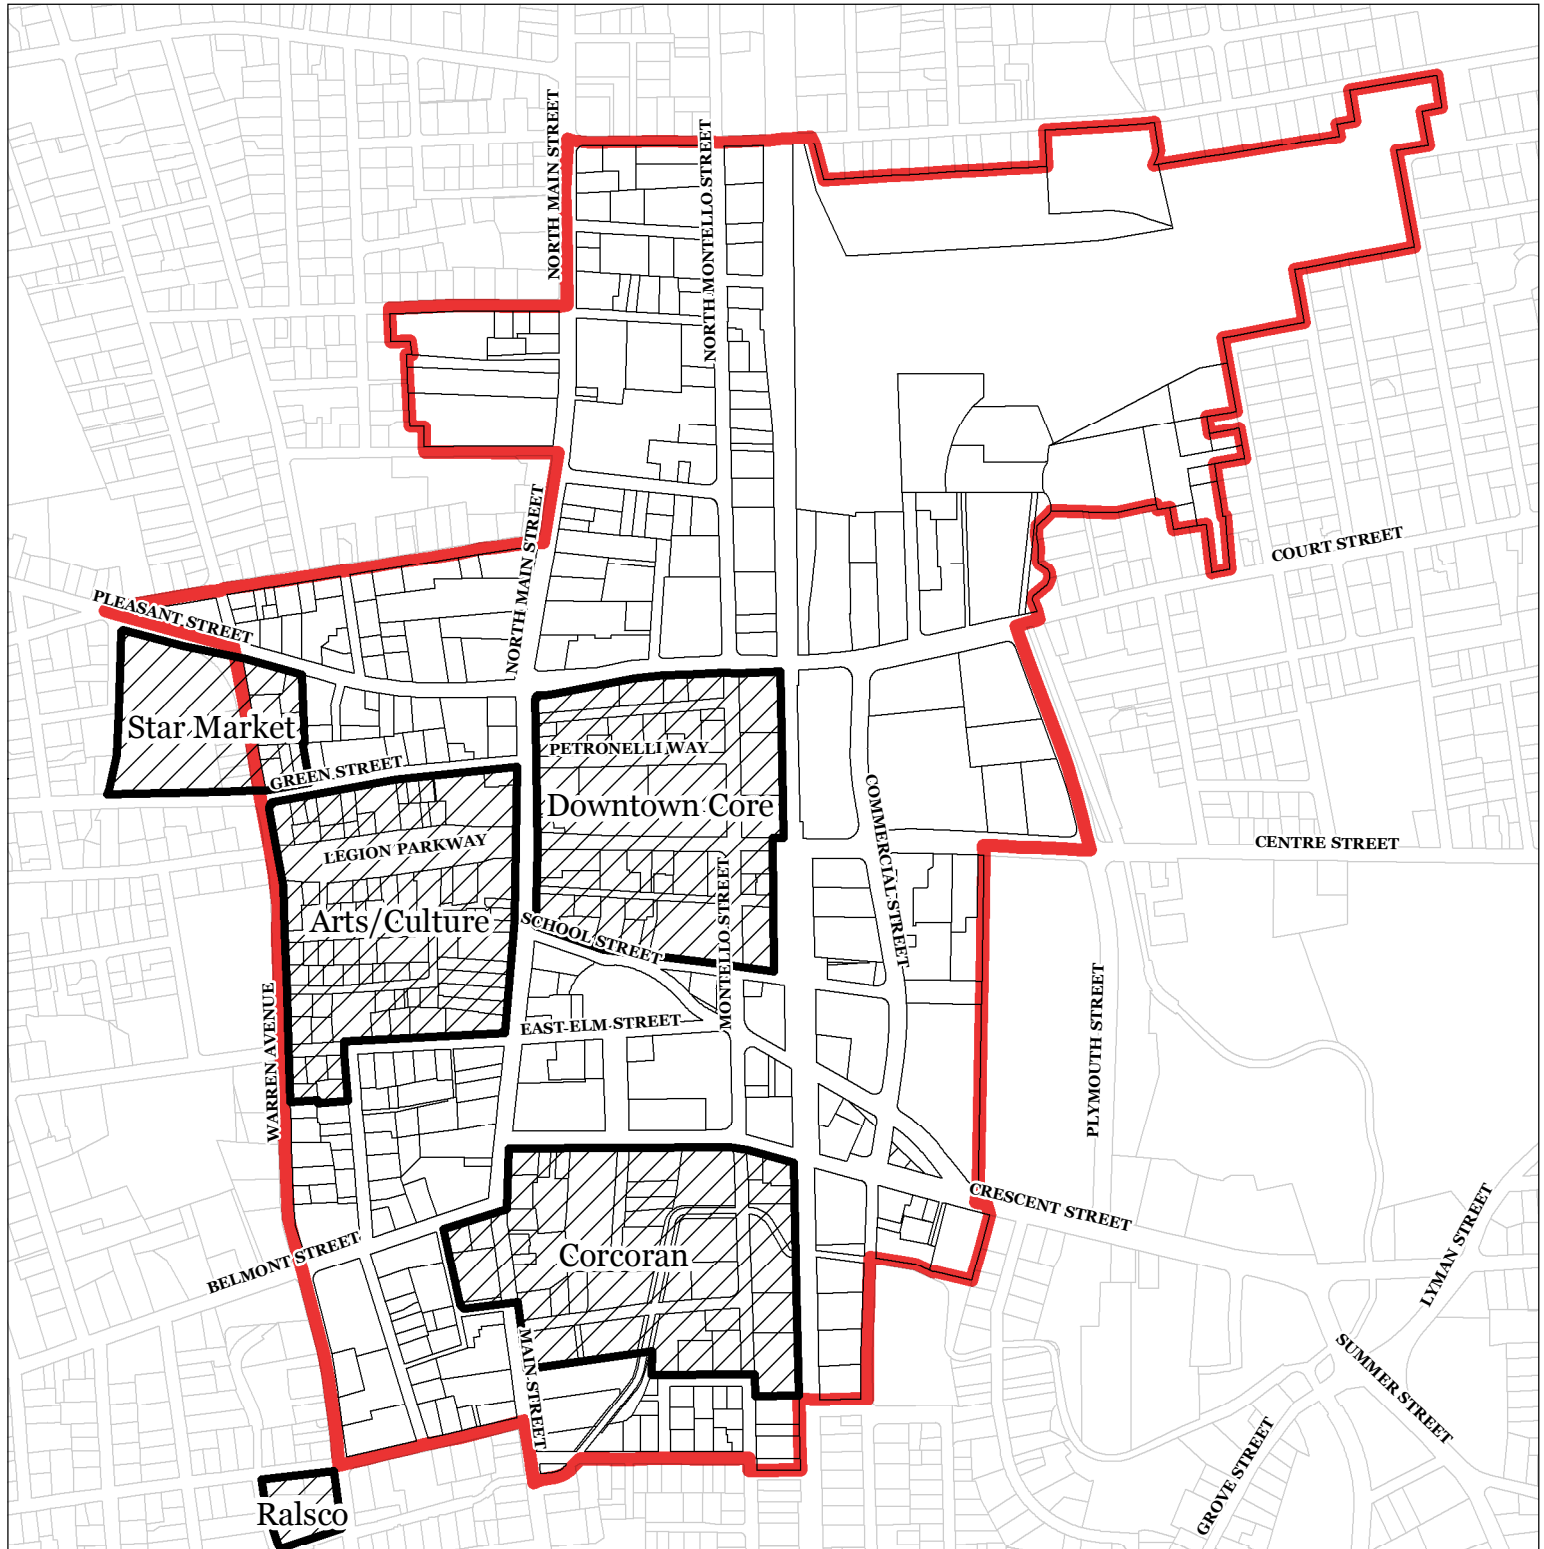 NORTH MAIN STREET
NORTH MONTELLO STREET
NORTH MAIN STREET
COURT STREET
PLEASANT STREET
Star Market
PETRONELLI WAY
GREEN STREET
Downtown Core
COMMERCIAL STREET
LEGION PARKWAY
CENTRE STREET
Arts/Culture
SCHOOL STREET
MONTELLO STREET
EAST ELM STREET
WARREN AVENUE
PLYMOUTH STREET
CRESCENT STREET
BELMONT STREET
Corcoran
LYMAN STREET
MAIN STREET
SUMMER STREET
GROVE STREET
Ralsco